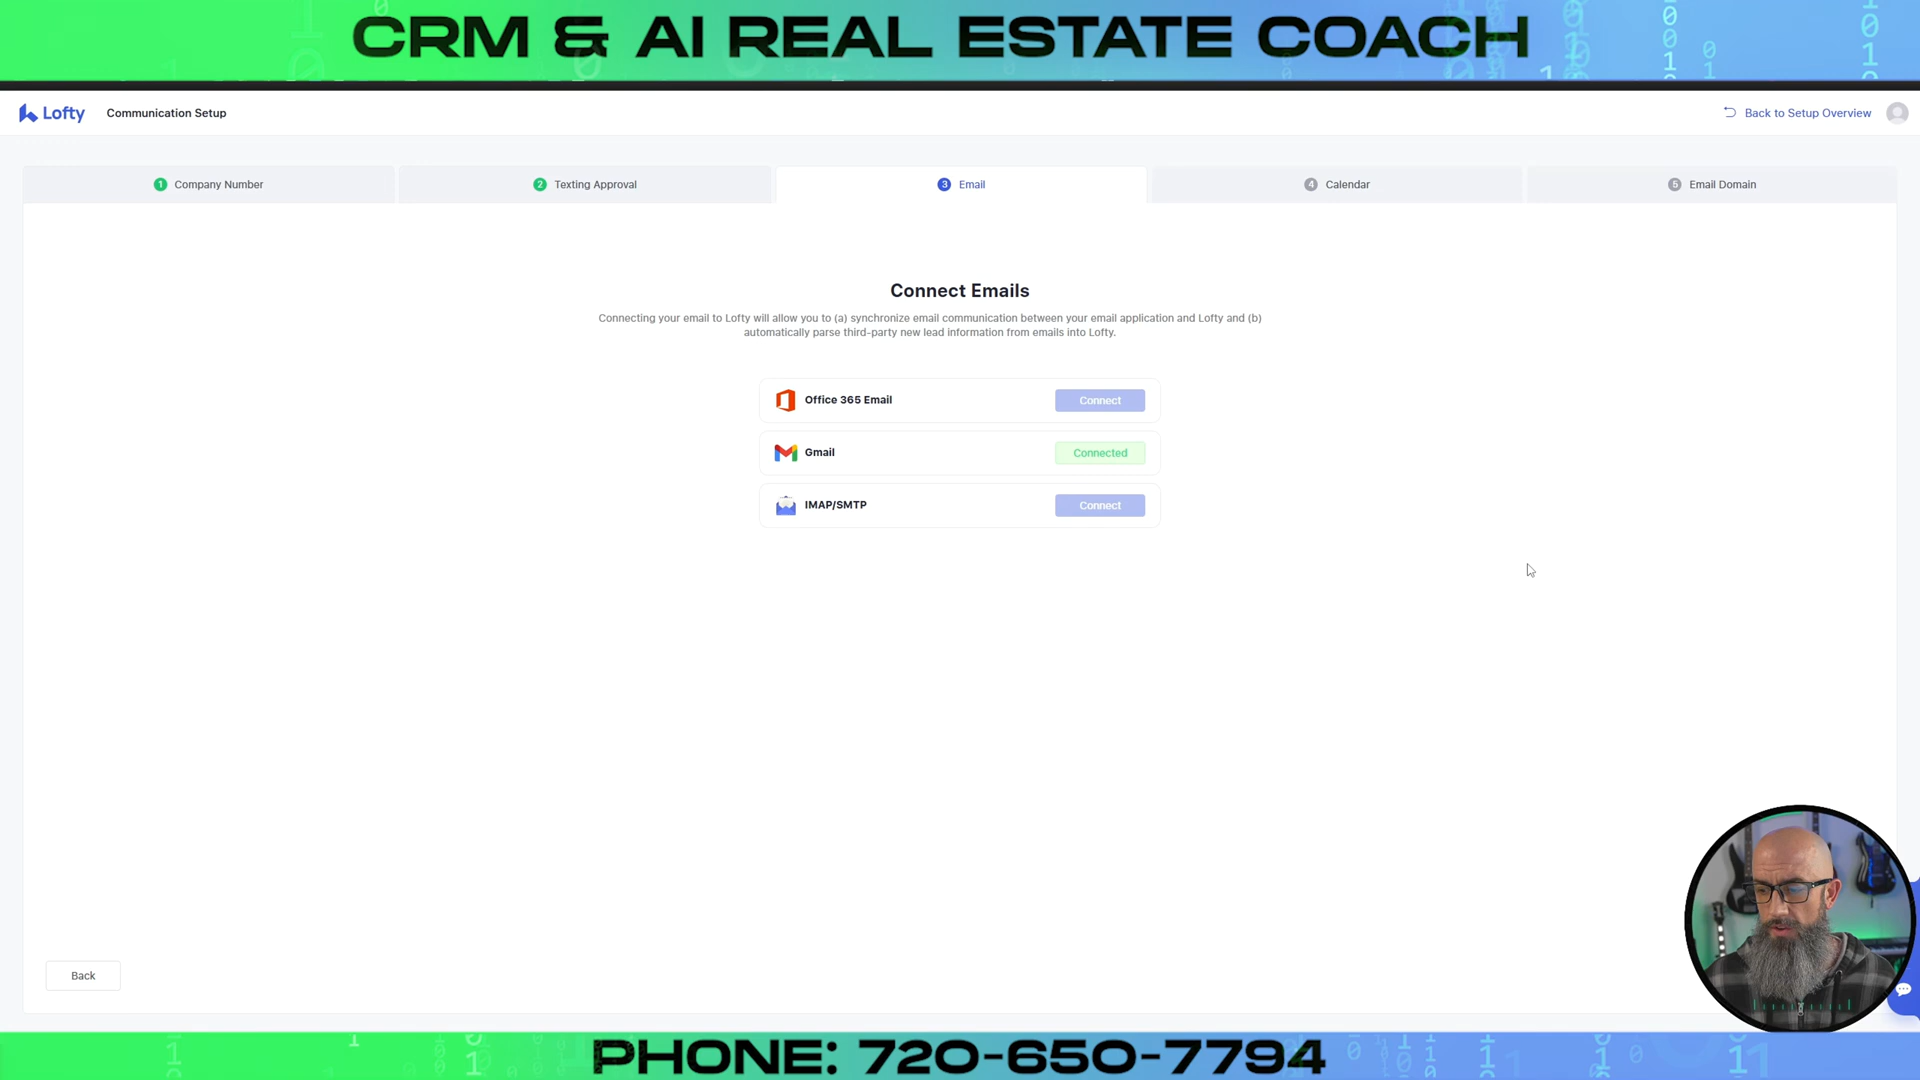 CRM & AI REAL ESTATE COACH
Lofty
Communication Setup
Back to Setup Overview
1 Company Number
2 Texting Approval
3 Email
4 Calendar
5 Email Domain
Connect Emails
Connecting your email to Lofty will allow you to (a) synchronize email communication between your email application and Lofty and (b)
automatically parse third-party new lead information from emails into Lofty.
Office 365 Email
Connect
Gmail
Connected
IMAP/SMTP
Connect
Back
PHONE: 720-650-7794